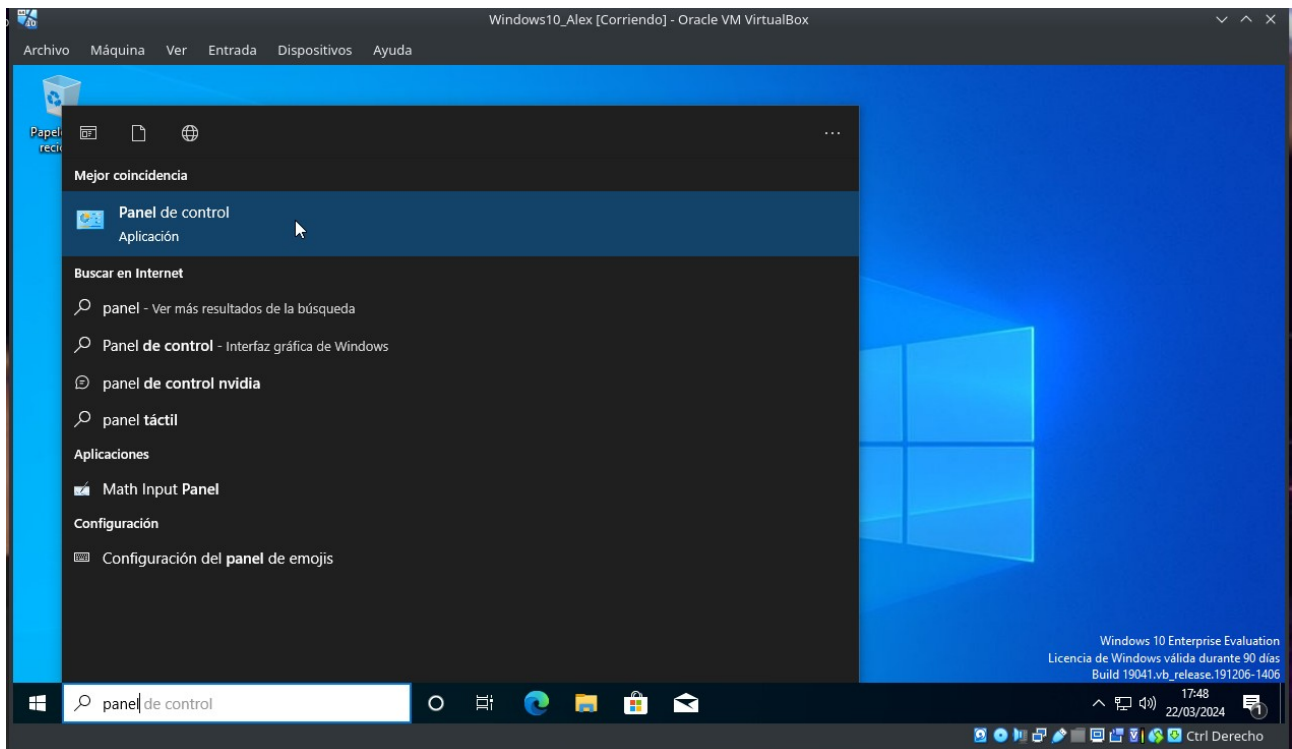 Windows10_Alex [Corriendo] - Oracle VM VirtualBox
Archivo Máquina Ver Entrada Dispositivos Ayuda
Mejor coincidencia
Panel de control
Aplicación
Buscar en Internet
panel - Ver más resultados de la búsqueda
Panel de control - Interfaz gráfica de Windows
panel de control nvidia
panel táctil
Aplicaciones
Math Input Panel
Configuración
Configuración del panel de emojis
Windows 10 Enterprise Evaluation
Licencia de Windows válida durante 90 días
Build 19041.vb_release.191206-1406
panel de control
17:48
22/03/2024
1
Ctrl Derecho